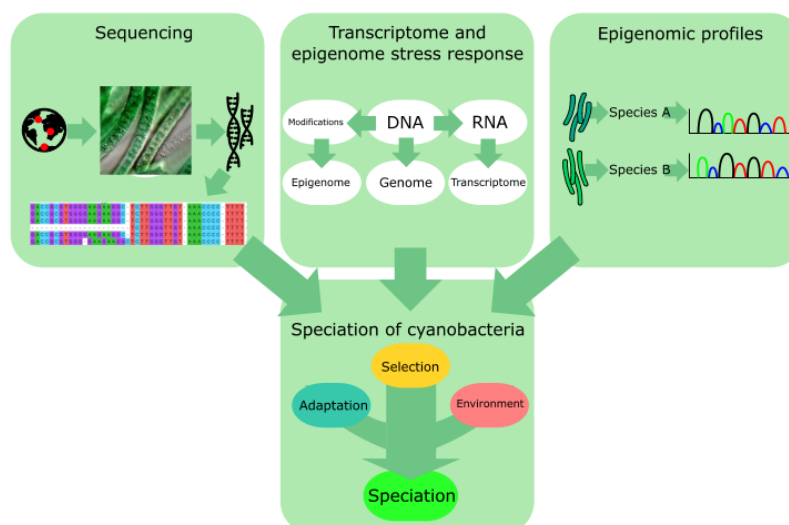 Sequencing
Transcriptome and
epigenome stress response
Epigenomic profiles
Modifications
DNA
RNA
Epigenome
Genome
Transcriptome
Species A
Species B
Speciation of cyanobacteria
Selection
Adaptation
Environment
Speciation